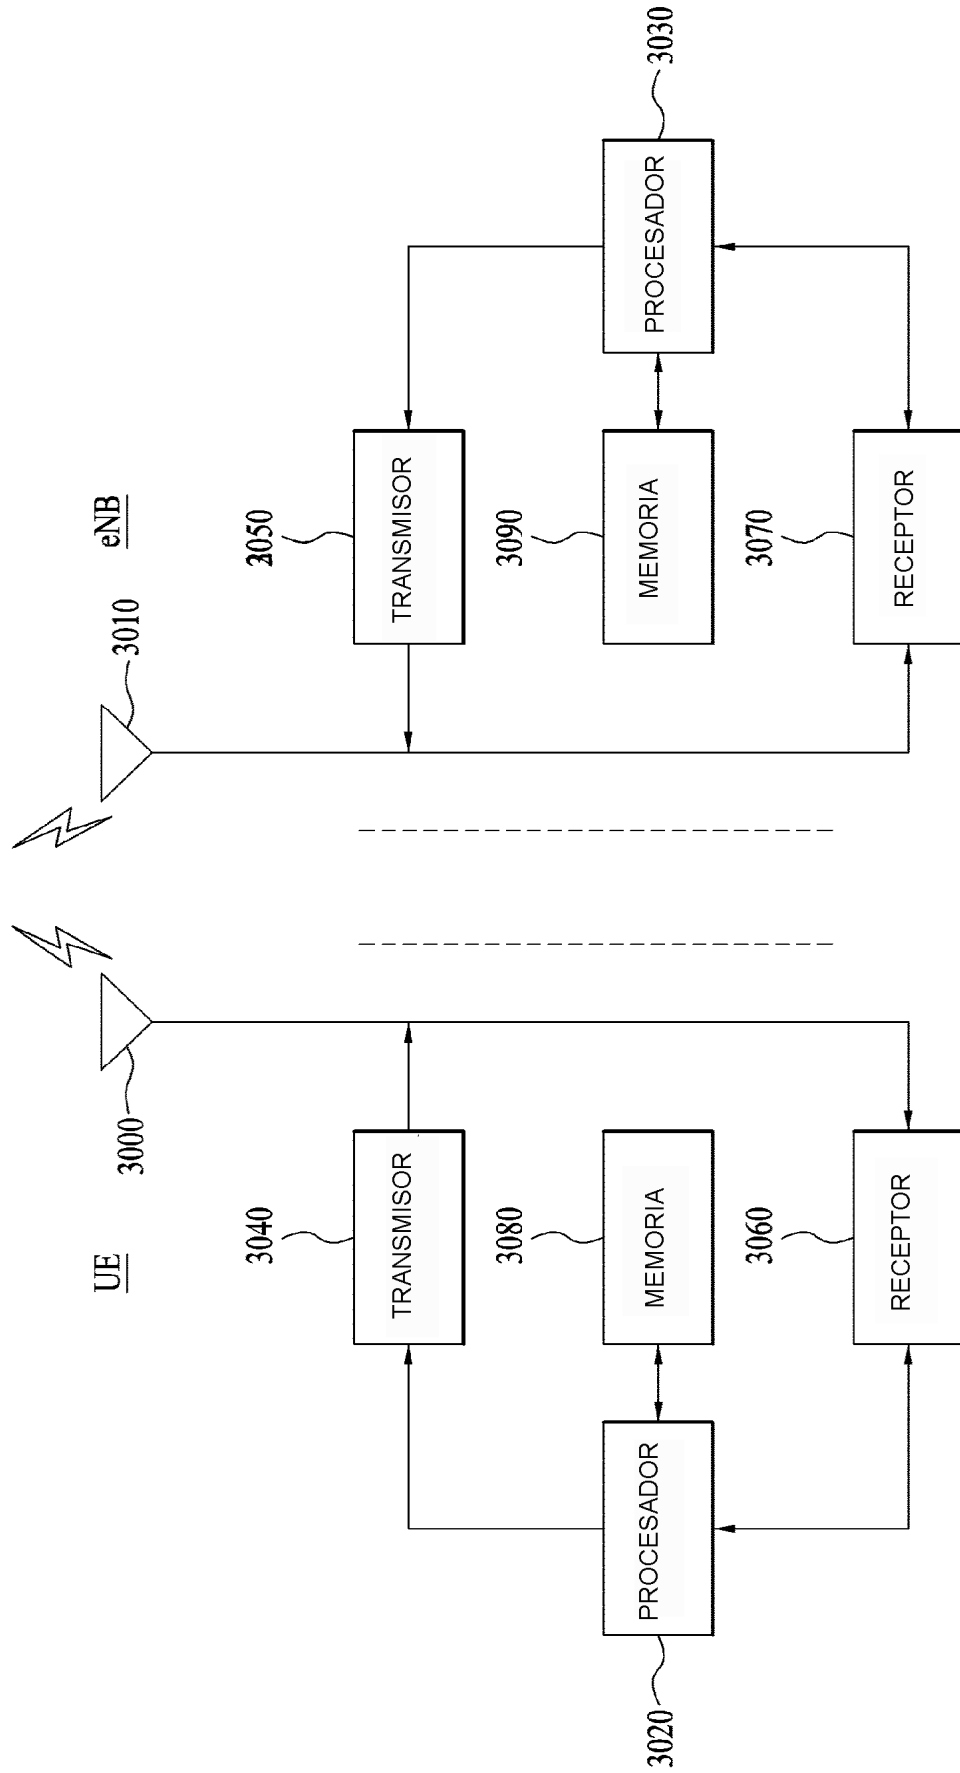 UE
eNB
3000
3010
3040
TRANSMISOR
TRANSMISOR
3080
3090
3020
PROCESADOR
MEMORIA
MEMORIA
PROCESADOR
3030
3060
3070
RECEPTOR
RECEPTOR